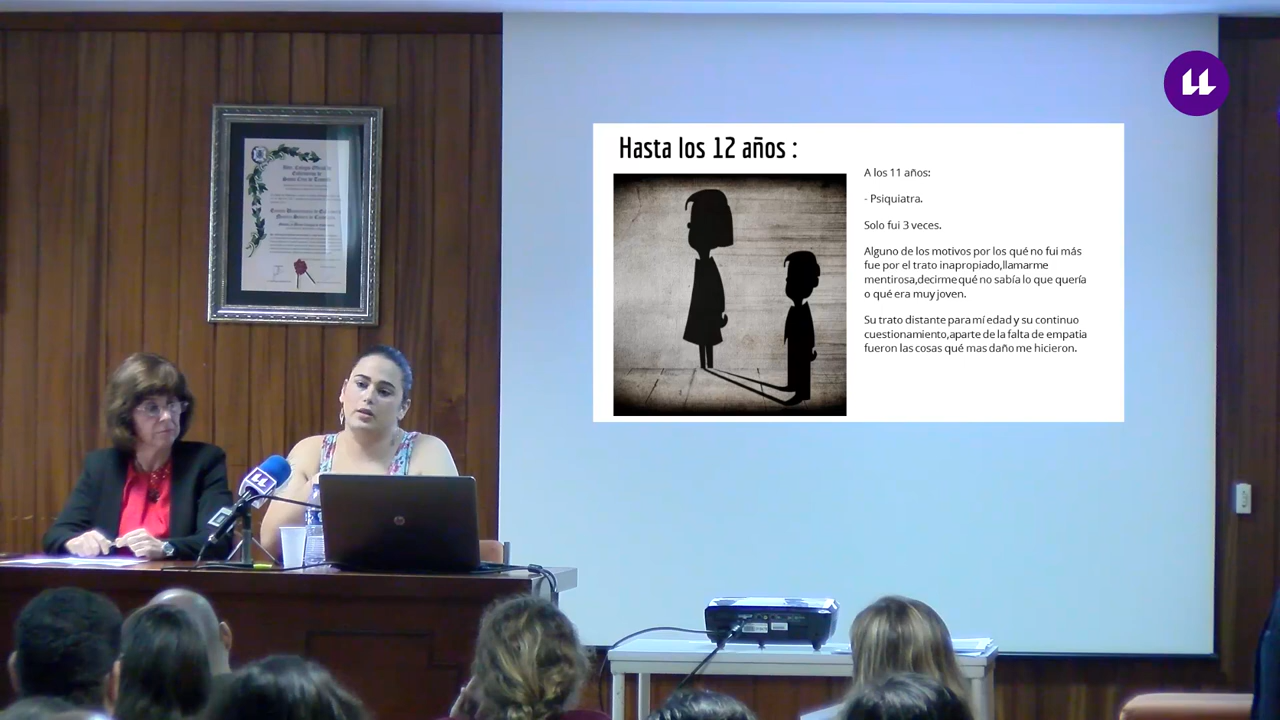 Hasta los 12 años :
A los 11 años:
- Psiquiatra.
Solo fui 3 veces.
Alguno de los motivos por los qué no fui más
fue por el trato inapropiado,llamarme
mentirosa,decirme qué no sabía lo que quería
o qué era muy joven.
Su trato distante para mí edad y su continuo
cuestionamiento,aparte de la falta de empatia
fueron las cosas qué mas daño me hicieron.
hp